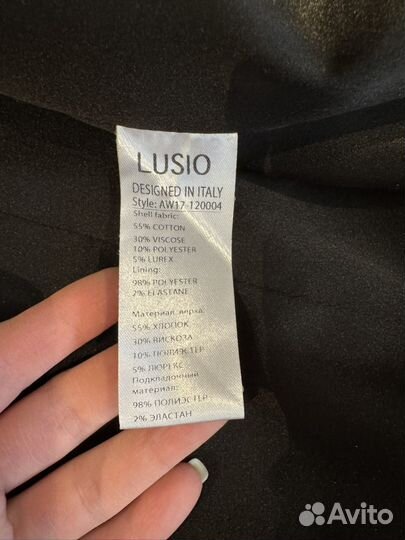 LUSIO
DESIGNED IN ITALY
Style: AW17-120004
Shell fabric:
55% COTTON
30% VISCOSE
10% POLYESTER
5% LUREX
Lining:
98% POLYESTER
2% ELASTANE
Материал верха:
55% ХЛОПОК
30% ВИСКОЗА
10% ПОЛИЭСТЕР
5% ЛЮРЕКС
Подкладочный
материал:
98% ПОЛИЭСТЕР
2% ЭЛАСТАН
Avito